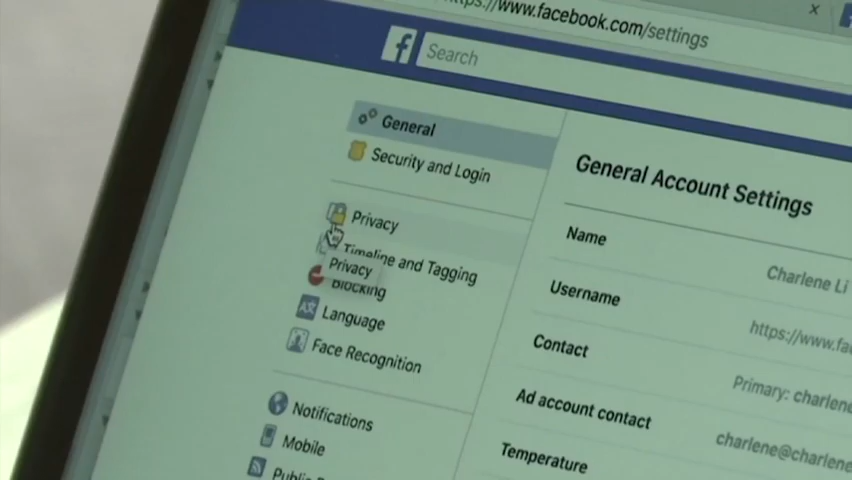 https://www.facebook.com/settings
f Search
General
Security and Login
Privacy
Timeline and Tagging
Privacy
Blocking
Language
Face Recognition
Notifications
Mobile
Public
General Account Settings
Name
Charlene Li
Username
https://www.fa
Contact
Primary: charlene
Ad account contact
charlene@charlene
Temperature